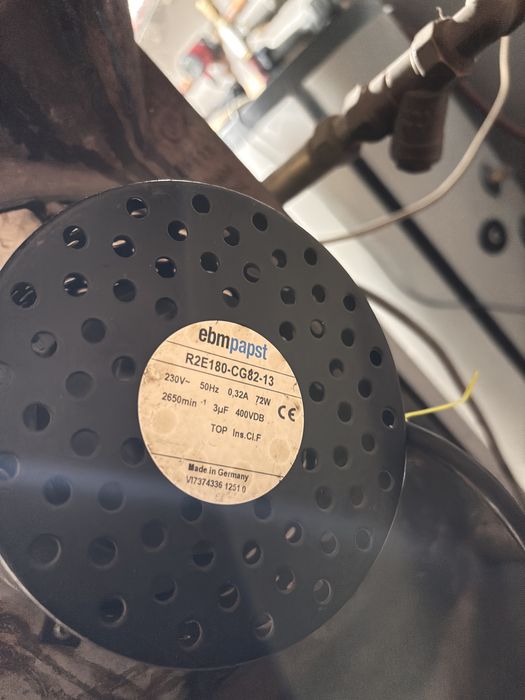 ebmpapst
R2E180-CG82-13
230V~ 50Hz 0,32A 72W
2650min⁻¹ 3µF 400VDB
CE
TOP Ins.Cl.F
Made in Germany
VI7374336 1251 0